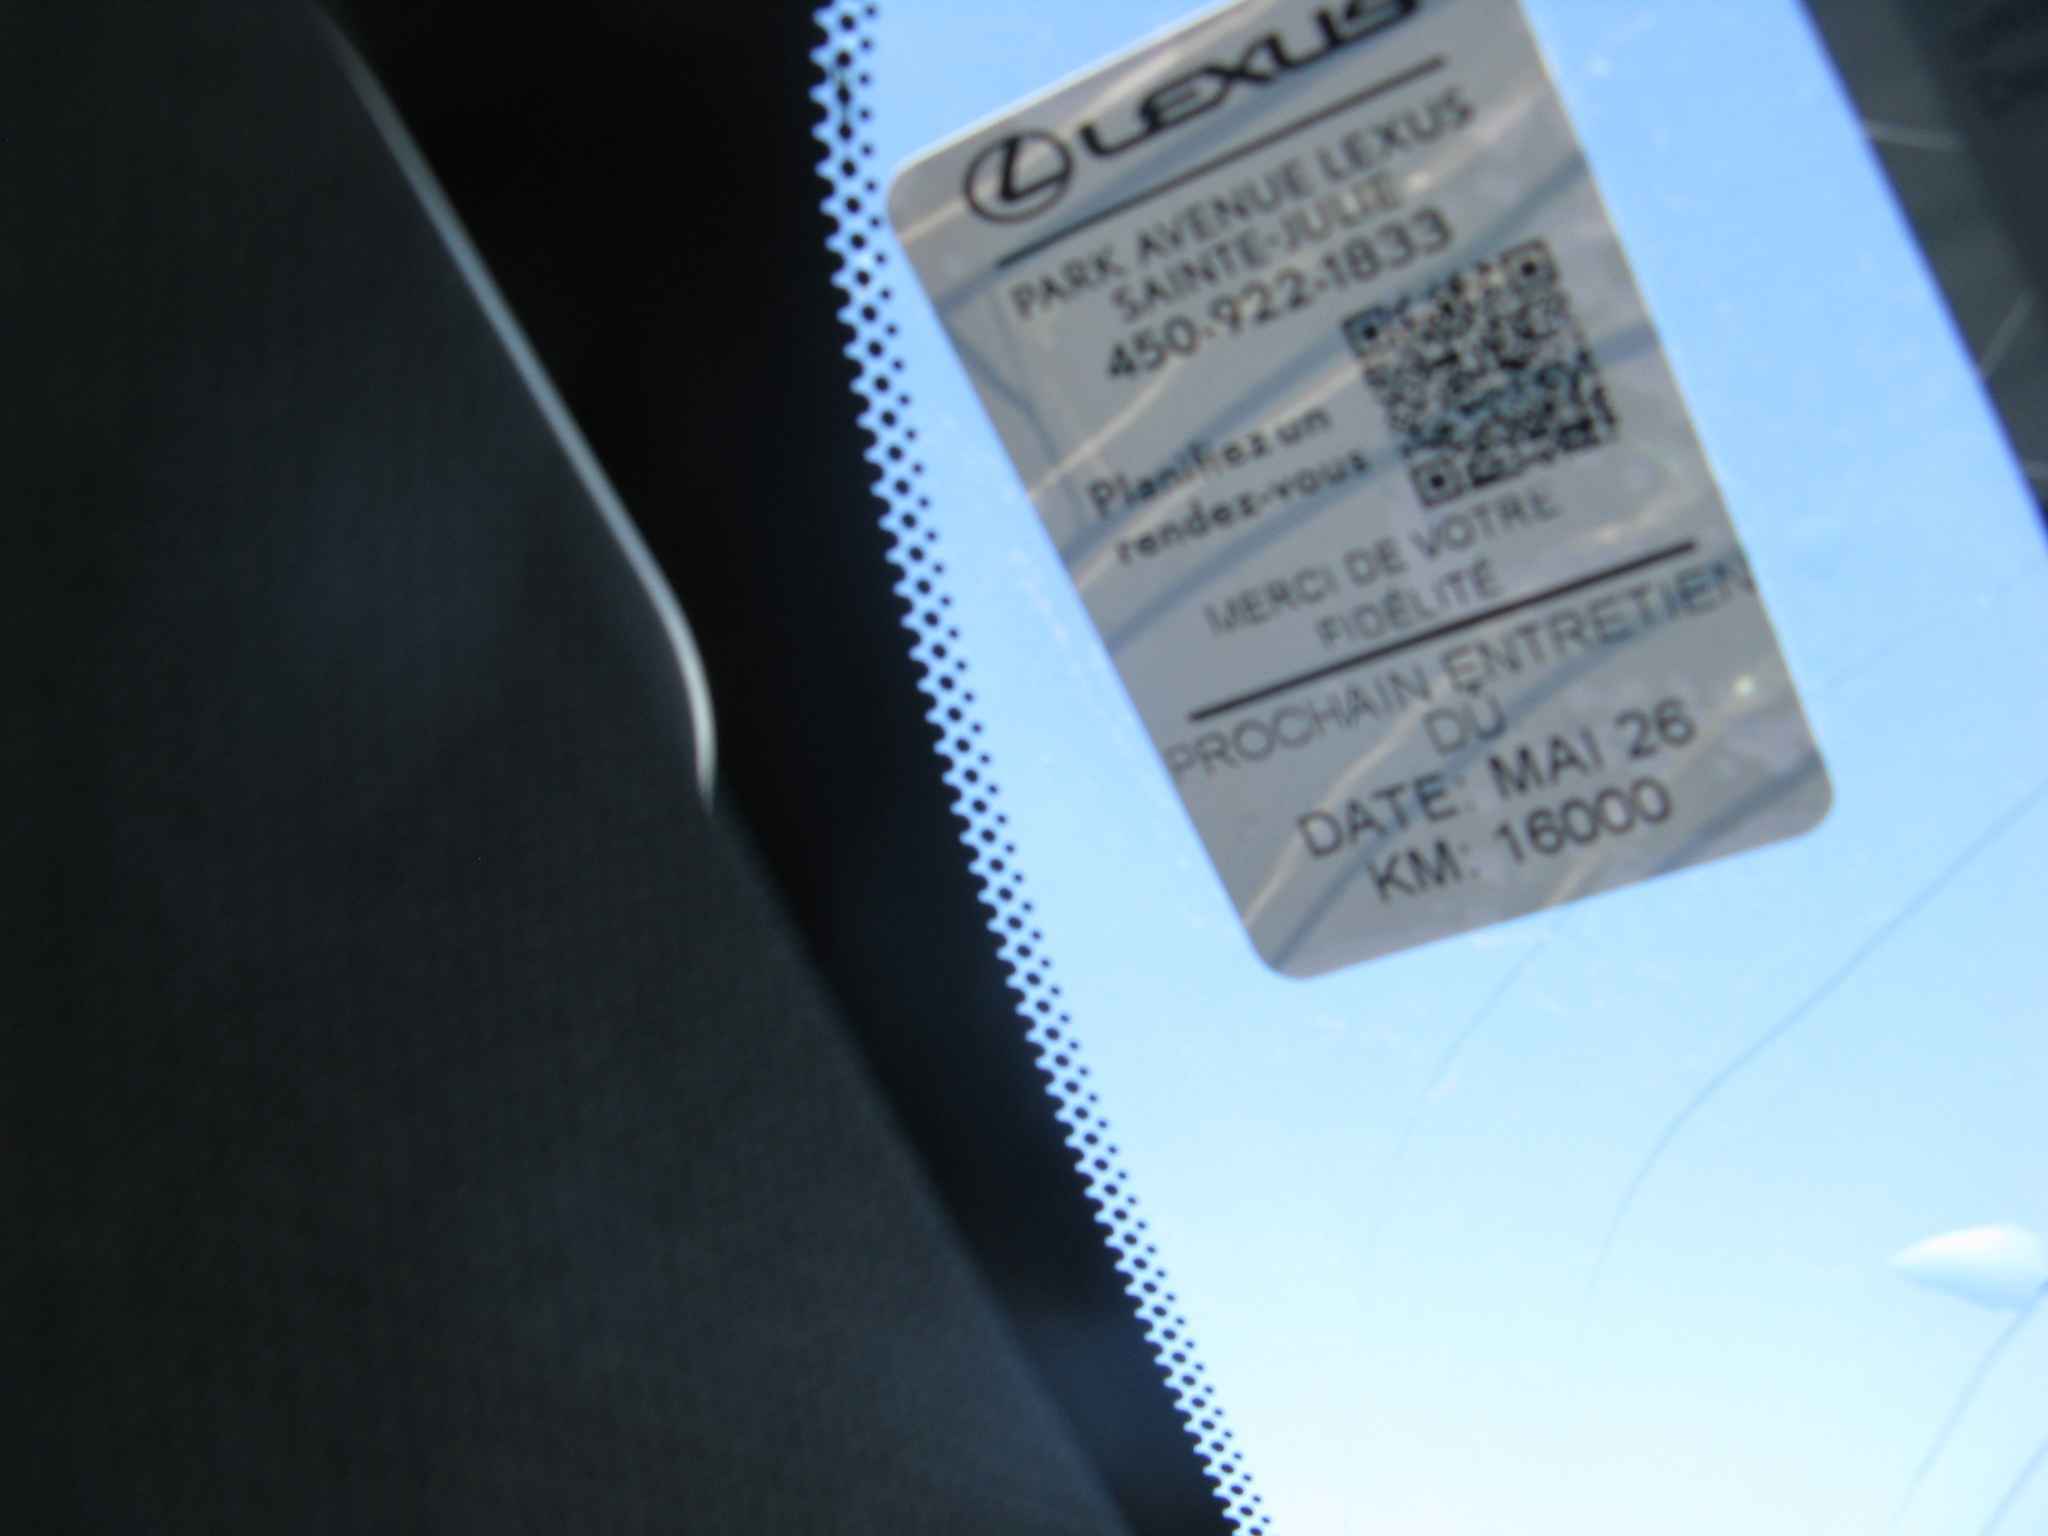 LEXUS
PARK AVENUE LEXUS
SAINTE-JULIE
450-922-1833
Planifiez un
rendez-vous
MERCI DE VOTRE
FIDÉLITÉ
PROCHAIN ENTRETIEN
DÛ
DATE: MAI 26
KM: 16000